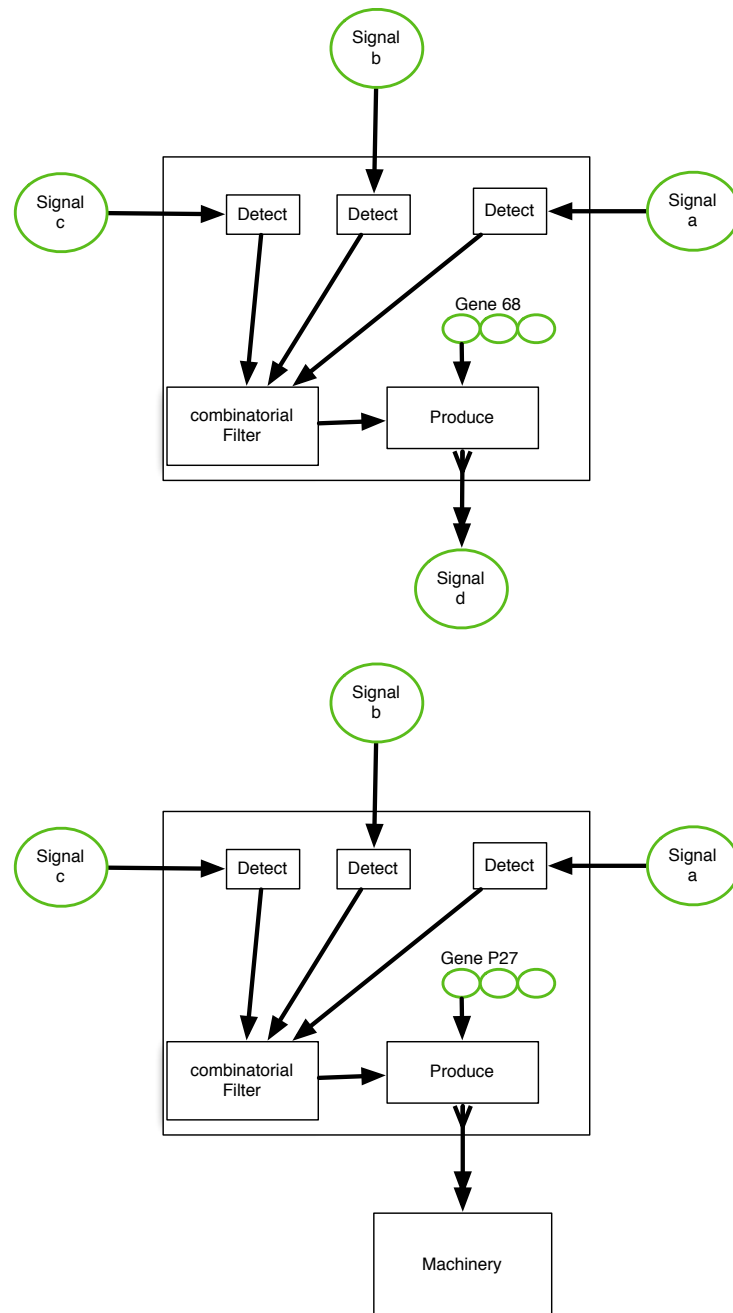 Signal
b
Signal
c
Detect
Detect
Detect
Signal
a
Gene 68
combinatorial
Filter
Produce
Signal
d
Signal
b
Signal
c
Detect
Detect
Detect
Signal
a
Gene P27
combinatorial
Filter
Produce
Machinery